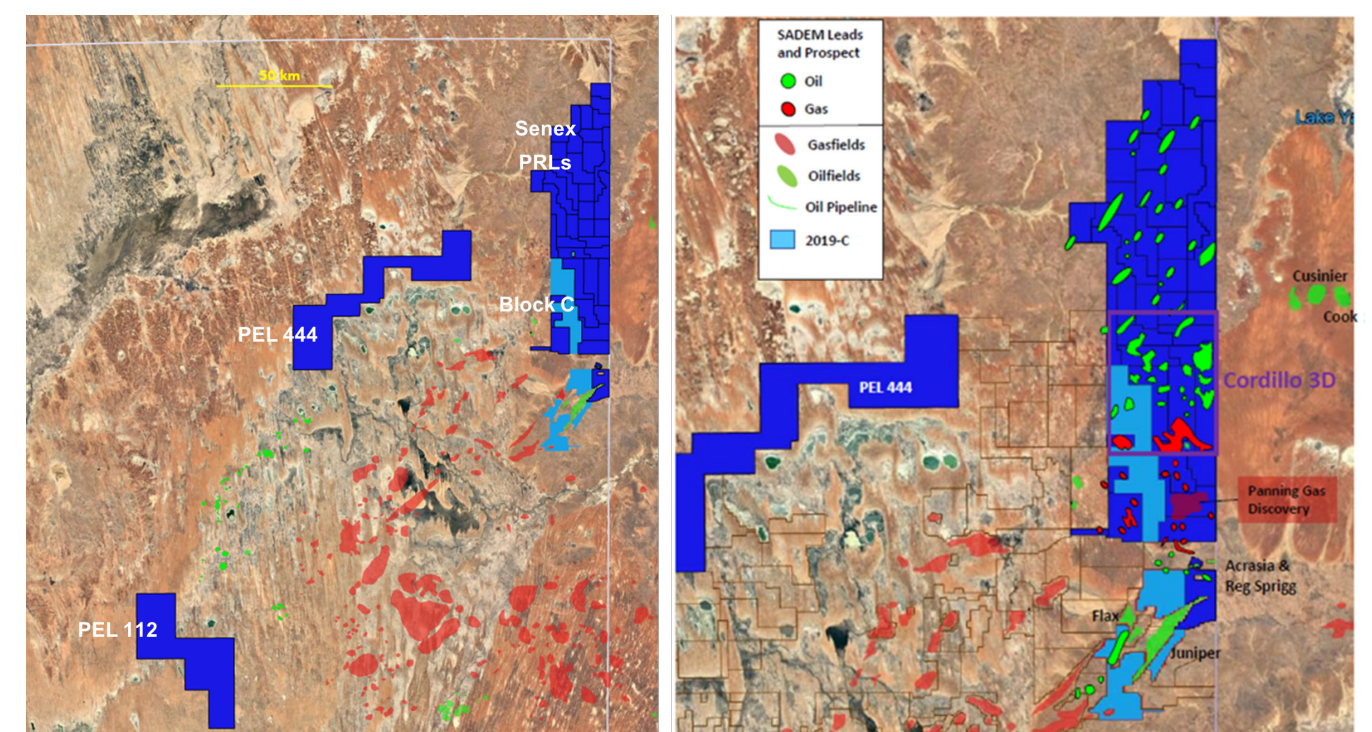 50 km
Senex
PRLs
Block C
PEL 444
PEL 112
SADEM Leads
and Prospect
Oil
Gas
Gasfields
Oilfields
Oil Pipeline
2019-C
Cusinier
Cook
PEL 444
Cordillo 3D
Panning Gas
Discovery
Acrasia &
Reg Sprigg
Flax
Juniper
Lake